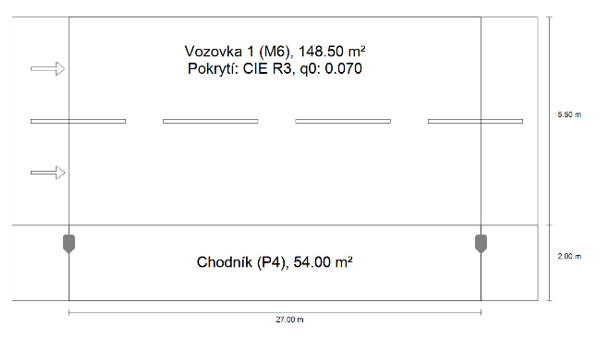 Vozovka 1 (M6), 148.50 m²
Pokrytí: CIE R3, q0: 0.070
5.50 m
Chodník (P4), 54.00 m²
2.00 m
27.00 m